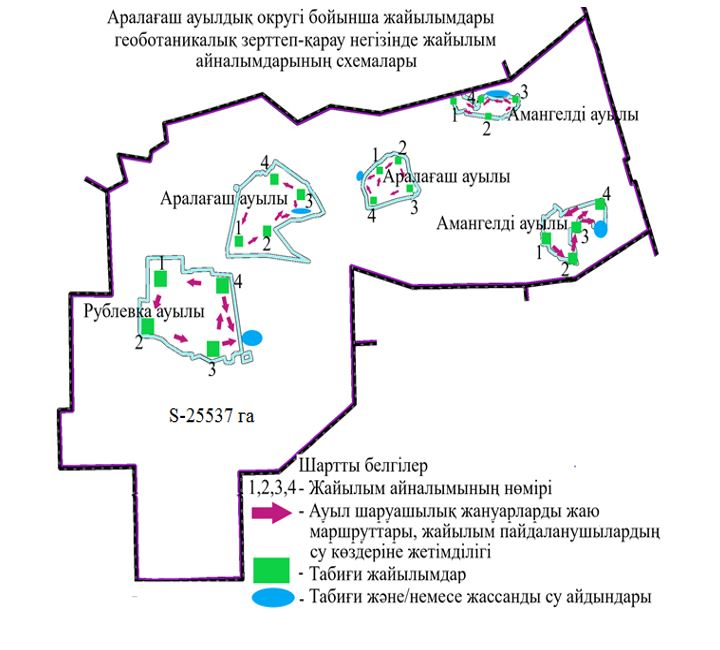 Аралағаш ауылдық округі бойынша жайылымдары
геоботаникалық зерттеп-қарау негізінде жайылым
айналымдарының схемалары
4 3
1 2
Амангелді ауылы
4
Аралағаш ауылы
3
1 2
1 2
Аралағаш ауылы
4 3
4
Амангелді ауылы
3
1
2
1
4
Рублевка ауылы
2
3
S-25537 га
Шартты белгілер
1,2,3,4 - Жайылым айналымының нөмірі
- Ауыл шаруашылық жануарларды жаю
маршруттары, жайылым пайдаланушылардың
су көздеріне жетімділігі
- Табиғи жайылымдар
- Табиғи және/немесе жассанды су айдындары